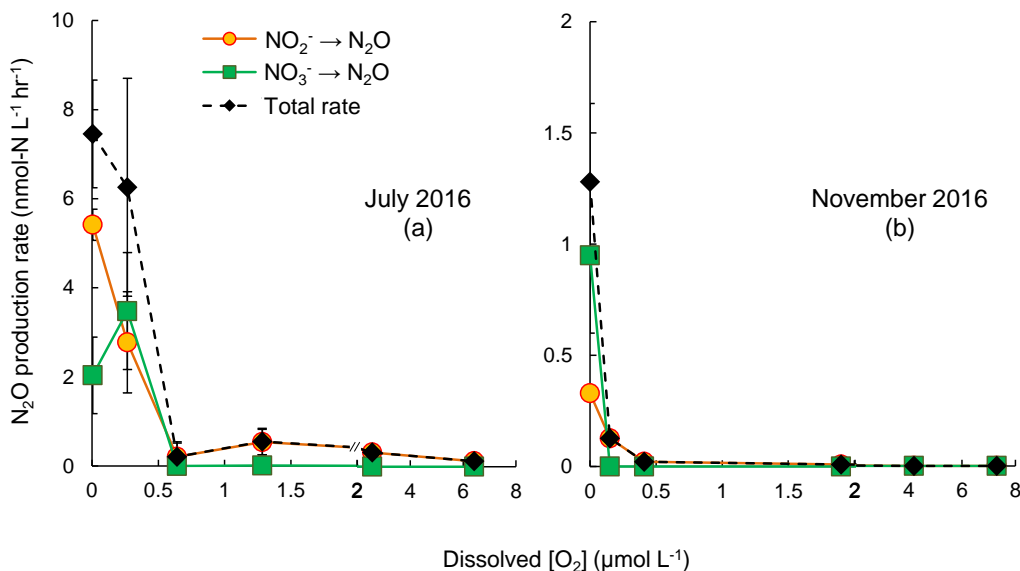 N₂O production rate (nmol-N L⁻¹ hr⁻¹)
10
8
6
4
2
0
NO₂⁻ → N₂O
NO₃⁻ → N₂O
Total rate
July 2016
(a)
0 0.5 1 1.5 2 4 6 8
2
1.5
1
0.5
0
November 2016
(b)
0 0.5 1 1.5 2 4 6 8
Dissolved [O₂] (µmol L⁻¹)